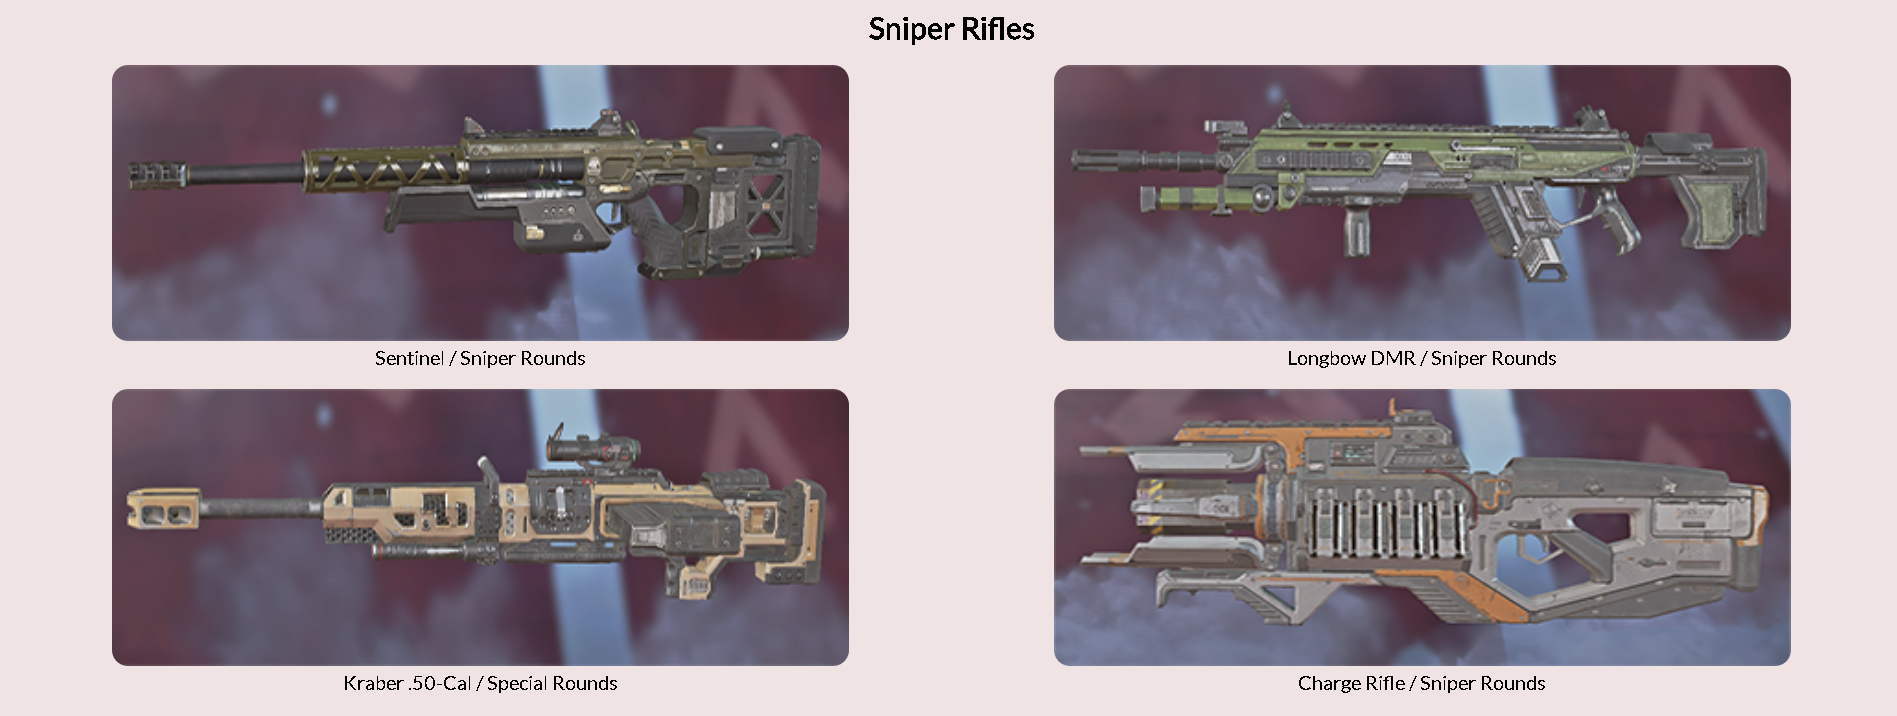 Sniper Rifles
Sentinel / Sniper Rounds
Longbow DMR / Sniper Rounds
Kraber .50-Cal / Special Rounds
Charge Rifle / Sniper Rounds